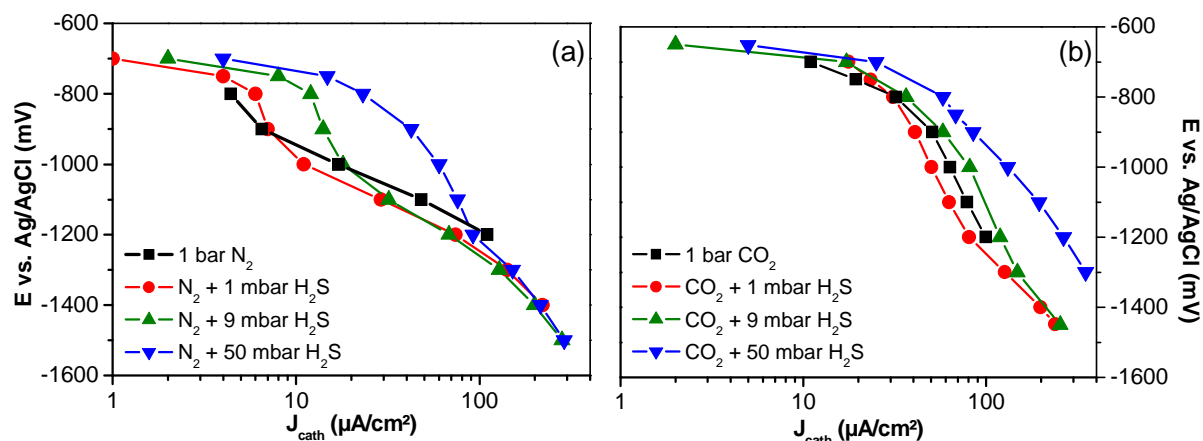 (a)
-600
-800
-1000
-1200
-1400
-1600
E vs. Ag/AgCl (mV)
1 bar N₂
N₂ + 1 mbar H₂S
N₂ + 9 mbar H₂S
N₂ + 50 mbar H₂S
1 10 100
J_cath (µA/cm²)
(b)
1 bar CO₂
CO₂ + 1 mbar H₂S
CO₂ + 9 mbar H₂S
CO₂ + 50 mbar H₂S
1 10 100
J_cath (µA/cm²)
-600
-800
-1000
-1200
-1400
-1600
E vs. Ag/AgCl (mV)